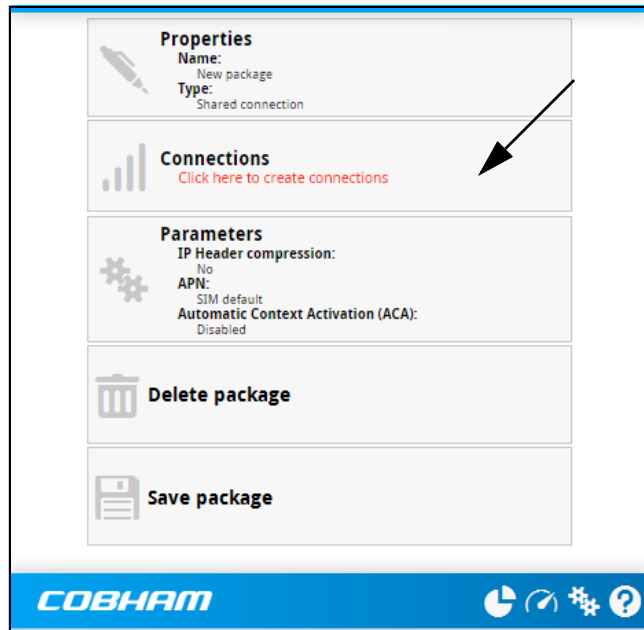 Properties
Name:
New package
Type:
Shared connection
Connections
Click here to create connections
Parameters
IP Header compression:
No
APN:
SIM default
Automatic Context Activation (ACA):
Disabled
Delete package
Save package
COBHAM
?